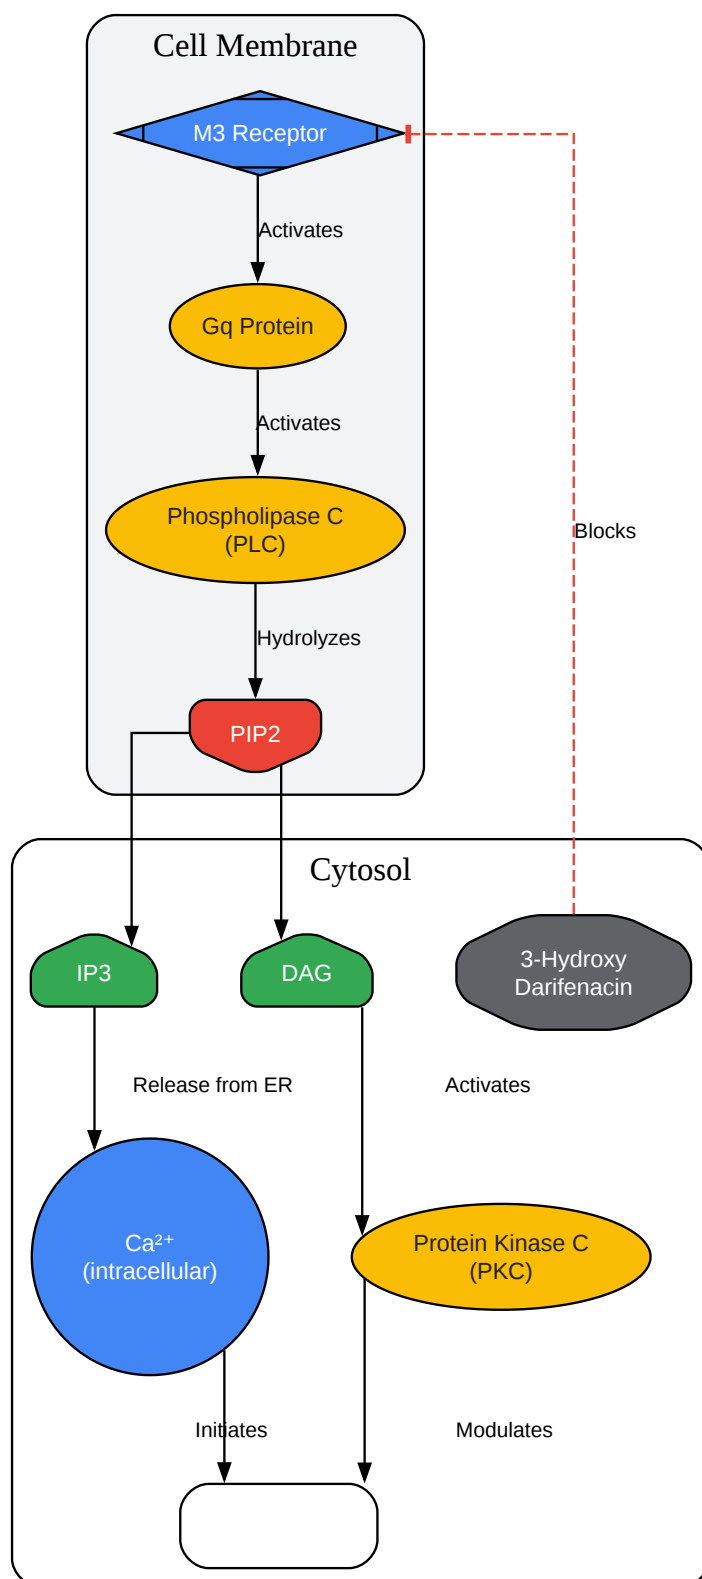 Cell Membrane
M3 Receptor
Activates
Gq Protein
Activates
Phospholipase C
(PLC)
Blocks
Hydrolyzes
PIP2
Cytosol
IP3
DAG
3-Hydroxy
Darifenacin
Release from ER
Activates
Ca²⁺
(intracellular)
Protein Kinase C
(PKC)
Initiates
Modulates